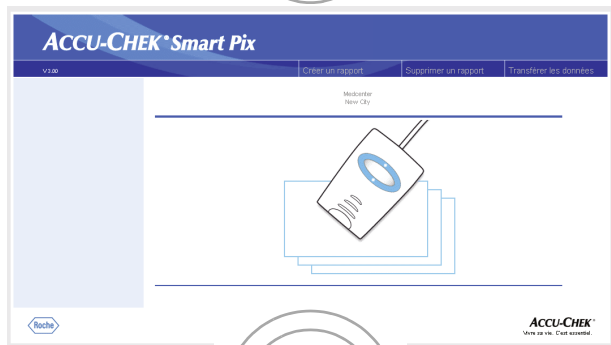 ACCU-CHEK® Smart Pix
V3.00
Créer un rapport
Supprimer un rapport
Transférer les données
Medcenter
New City
Roche
ACCU-CHEK®
Vivre sa vie. C'est essentiel.